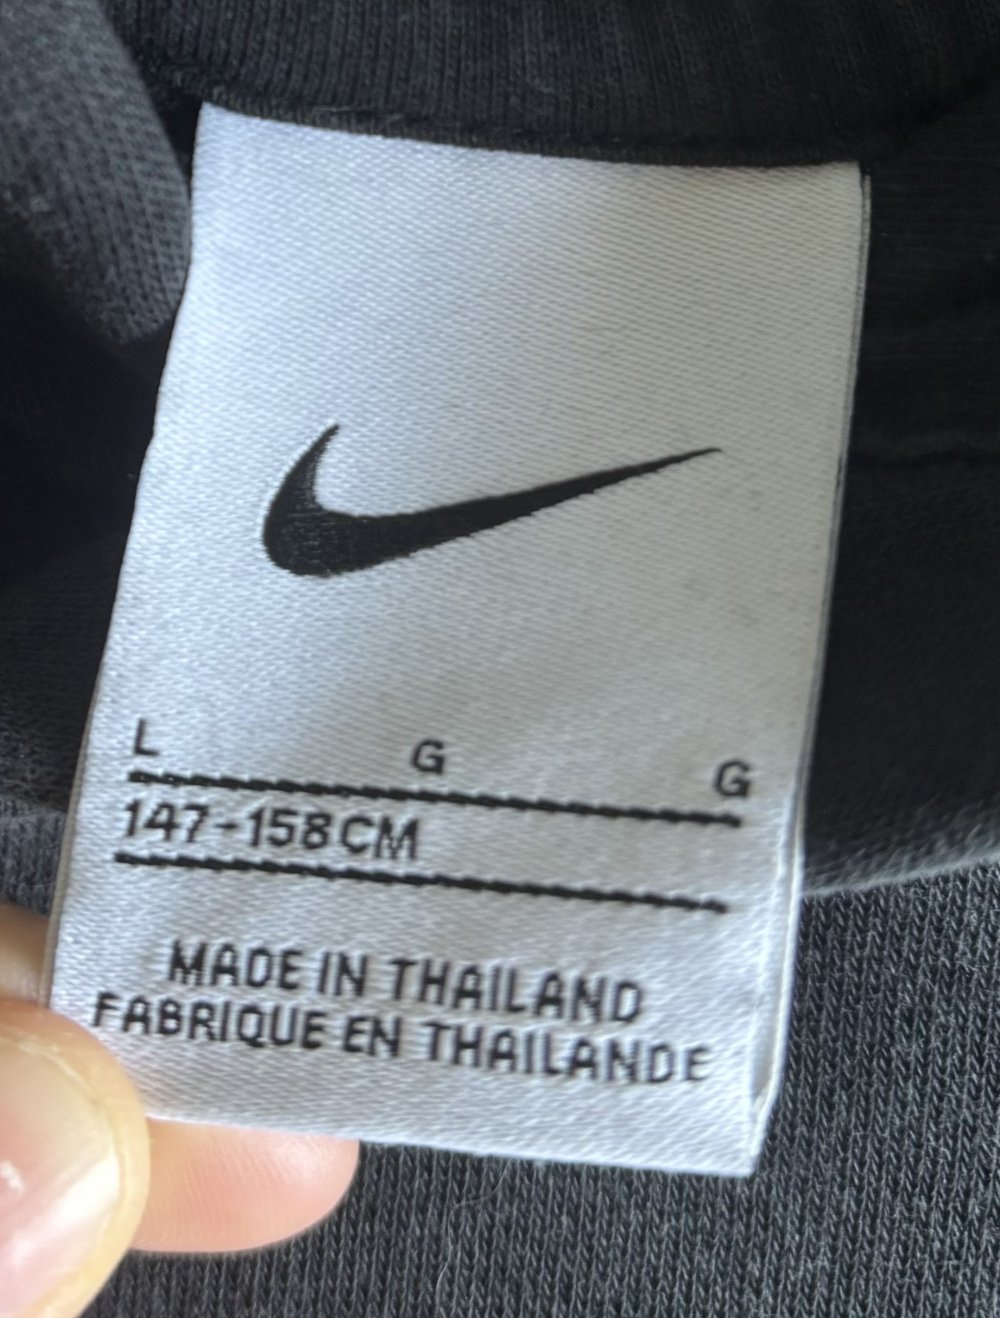 L G G
147-158CM
MADE IN THAILAND
FABRIQUE EN THAILANDE